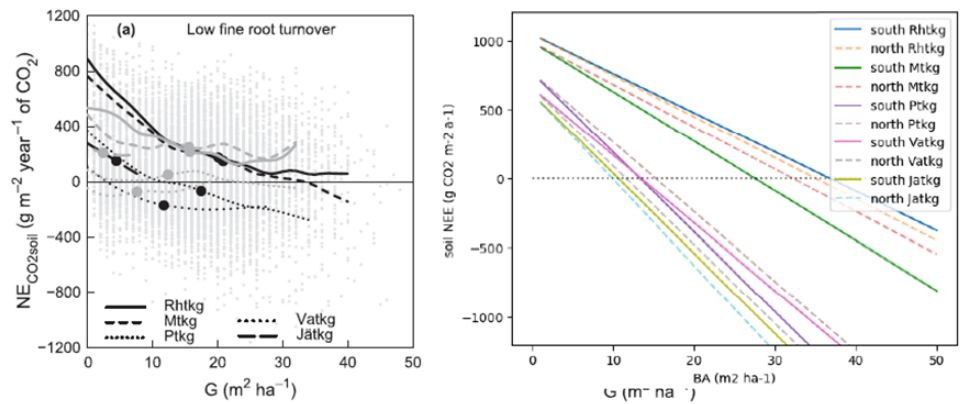 (a) Low fine root turnover
1200
800
400
0
−400
−800
−1200
NE_CO2soil (g m−2 year−1 of CO2)
Rhtkg
Mtkg
Ptkg
Vatkg
Jätkg
0 10 20 30 40 50
G (m2 ha−1)
1000
500
0
−500
−1000
soil NEE (g CO2 m-2 a-1)
south Rhtkg
north Rhtkg
south Mtkg
north Mtkg
south Ptkg
north Ptkg
south Vatkg
north Vatkg
south Jatkg
north Jatkg
0 10 20 30 40 50
BA (m2 ha-1)